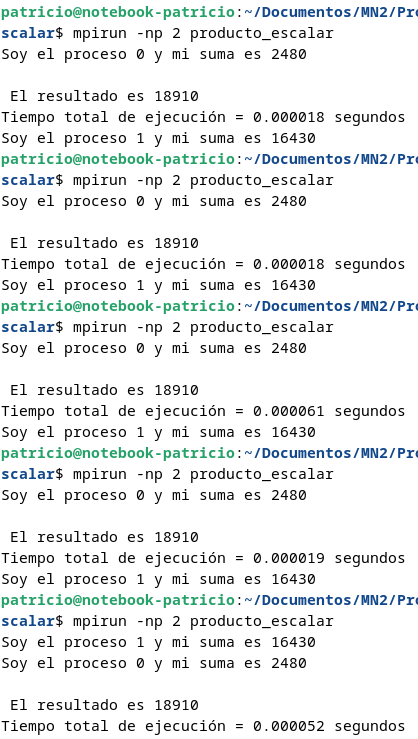 patricio@notebook-patricio:~/Documentos/MN2/Pro
scalar$ mpirun -np 2 producto_escalar
Soy el proceso 0 y mi suma es 2480
El resultado es 18910
Tiempo total de ejecución = 0.000018 segundos
Soy el proceso 1 y mi suma es 16430
patricio@notebook-patricio:~/Documentos/MN2/Pro
scalar$ mpirun -np 2 producto_escalar
Soy el proceso 0 y mi suma es 2480
El resultado es 18910
Tiempo total de ejecución = 0.000018 segundos
Soy el proceso 1 y mi suma es 16430
patricio@notebook-patricio:~/Documentos/MN2/Pro
scalar$ mpirun -np 2 producto_escalar
Soy el proceso 0 y mi suma es 2480
El resultado es 18910
Tiempo total de ejecución = 0.000061 segundos
Soy el proceso 1 y mi suma es 16430
patricio@notebook-patricio:~/Documentos/MN2/Pro
scalar$ mpirun -np 2 producto_escalar
Soy el proceso 0 y mi suma es 2480
El resultado es 18910
Tiempo total de ejecución = 0.000019 segundos
Soy el proceso 1 y mi suma es 16430
patricio@notebook-patricio:~/Documentos/MN2/Pro
scalar$ mpirun -np 2 producto_escalar
Soy el proceso 1 y mi suma es 16430
Soy el proceso 0 y mi suma es 2480
El resultado es 18910
Tiempo total de ejecución = 0.000052 segundos